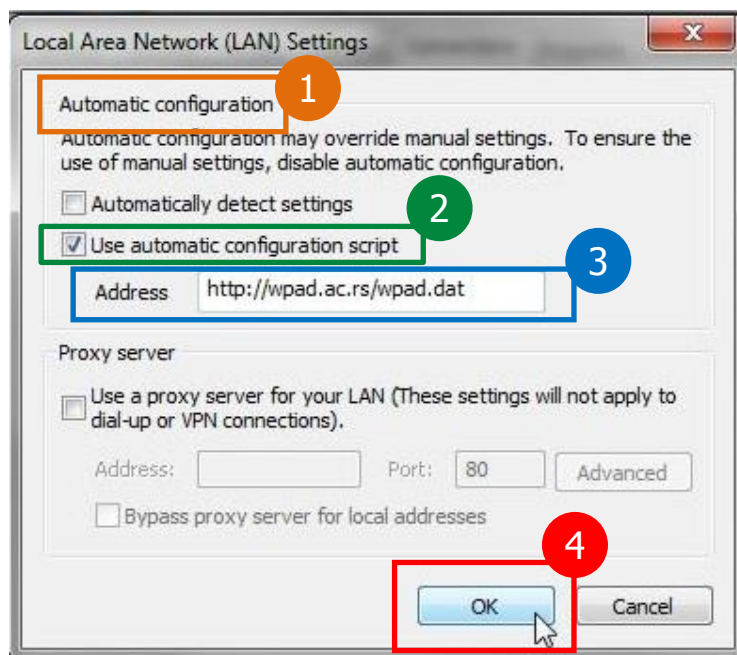 Local Area Network (LAN) Settings
X
Automatic configuration
1
Automatic configuration may override manual settings. To ensure the
use of manual settings, disable automatic configuration.
Automatically detect settings
2
Use automatic configuration script
3
Address http://wpad.ac.rs/wpad.dat
Proxy server
Use a proxy server for your LAN (These settings will not apply to
dial-up or VPN connections).
Address: Port: 80 Advanced
Bypass proxy server for local addresses
4
OK Cancel